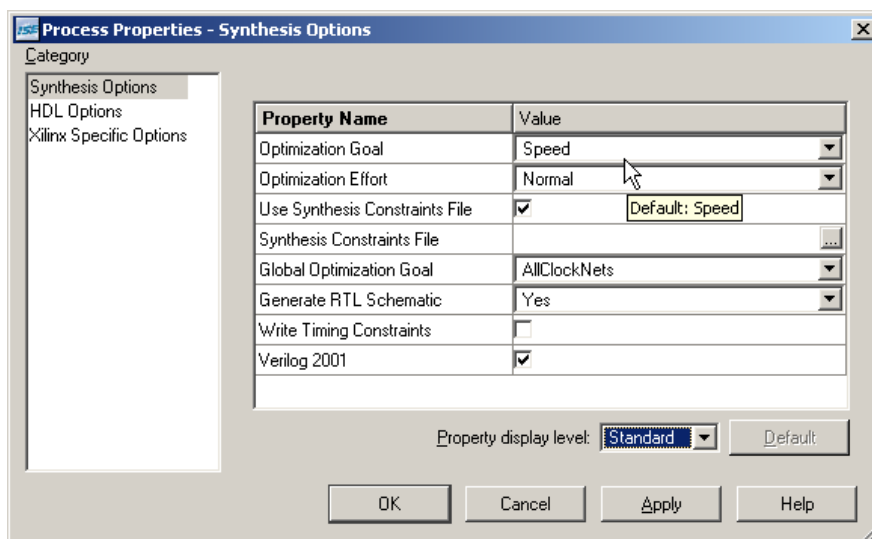 ISE Process Properties - Synthesis Options
Category
Synthesis Options
HDL Options
Xilinx Specific Options
Property Name Value
Optimization Goal Speed
Optimization Effort Normal
Default: Speed
Use Synthesis Constraints File
Synthesis Constraints File ...
Global Optimization Goal AllClockNets
Generate RTL Schematic Yes
Write Timing Constraints
Verilog 2001
Property display level: Standard Default
OK Cancel Apply Help